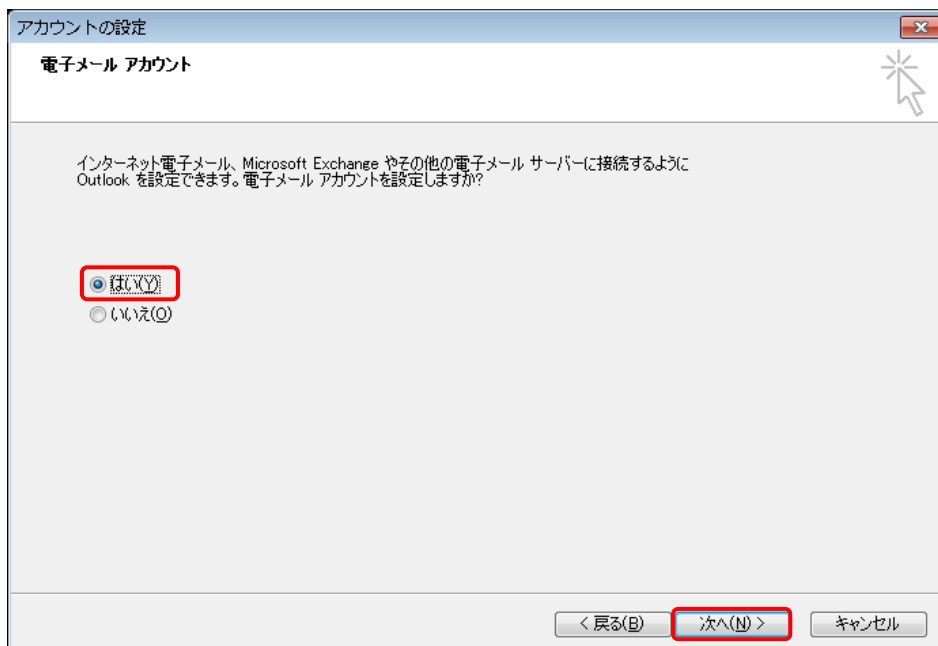 アカウントの設定
電子メール アカウント
インターネット電子メール、Microsoft Exchange やその他の電子メール サーバーに接続するように
Outlook を設定できます。電子メール アカウントを設定しますか?
はい(Y)
いいえ(O)
< 戻る(B) 次へ(N) > キャンセル